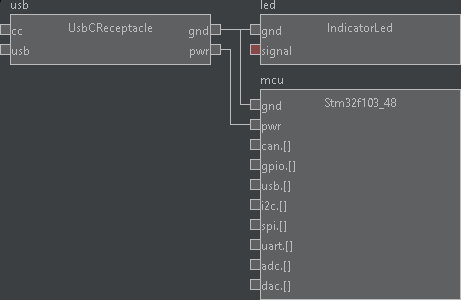 usb
UsbCReceptacle
cc
gnd
usb
pwr
led
IndicatorLed
gnd
signal
mcu
Stm32f103_48
gnd
pwr
can.[]
gpio.[]
usb.[]
i2c.[]
spi.[]
uart.[]
adc.[]
dac.[]